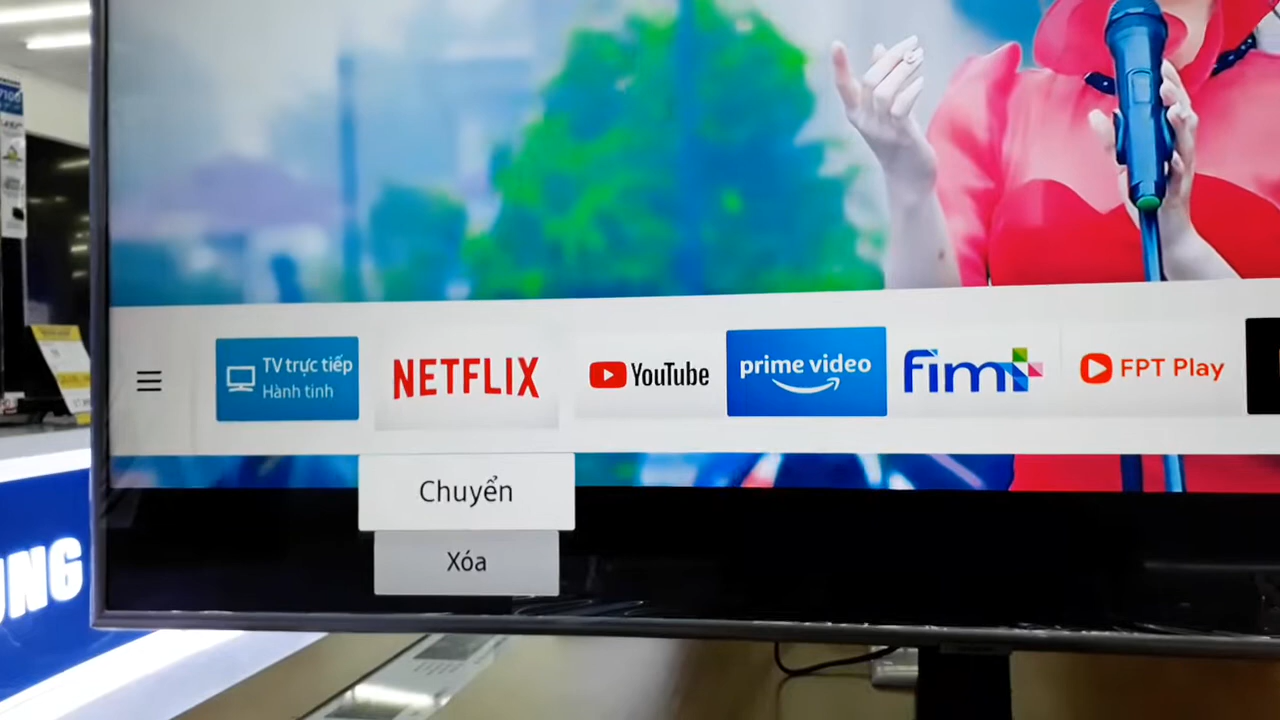 TV trực tiếp
Hành tinh
NETFLIX
YouTube
prime video
fim+
FPT Play
Chuyển
Xóa
UNG